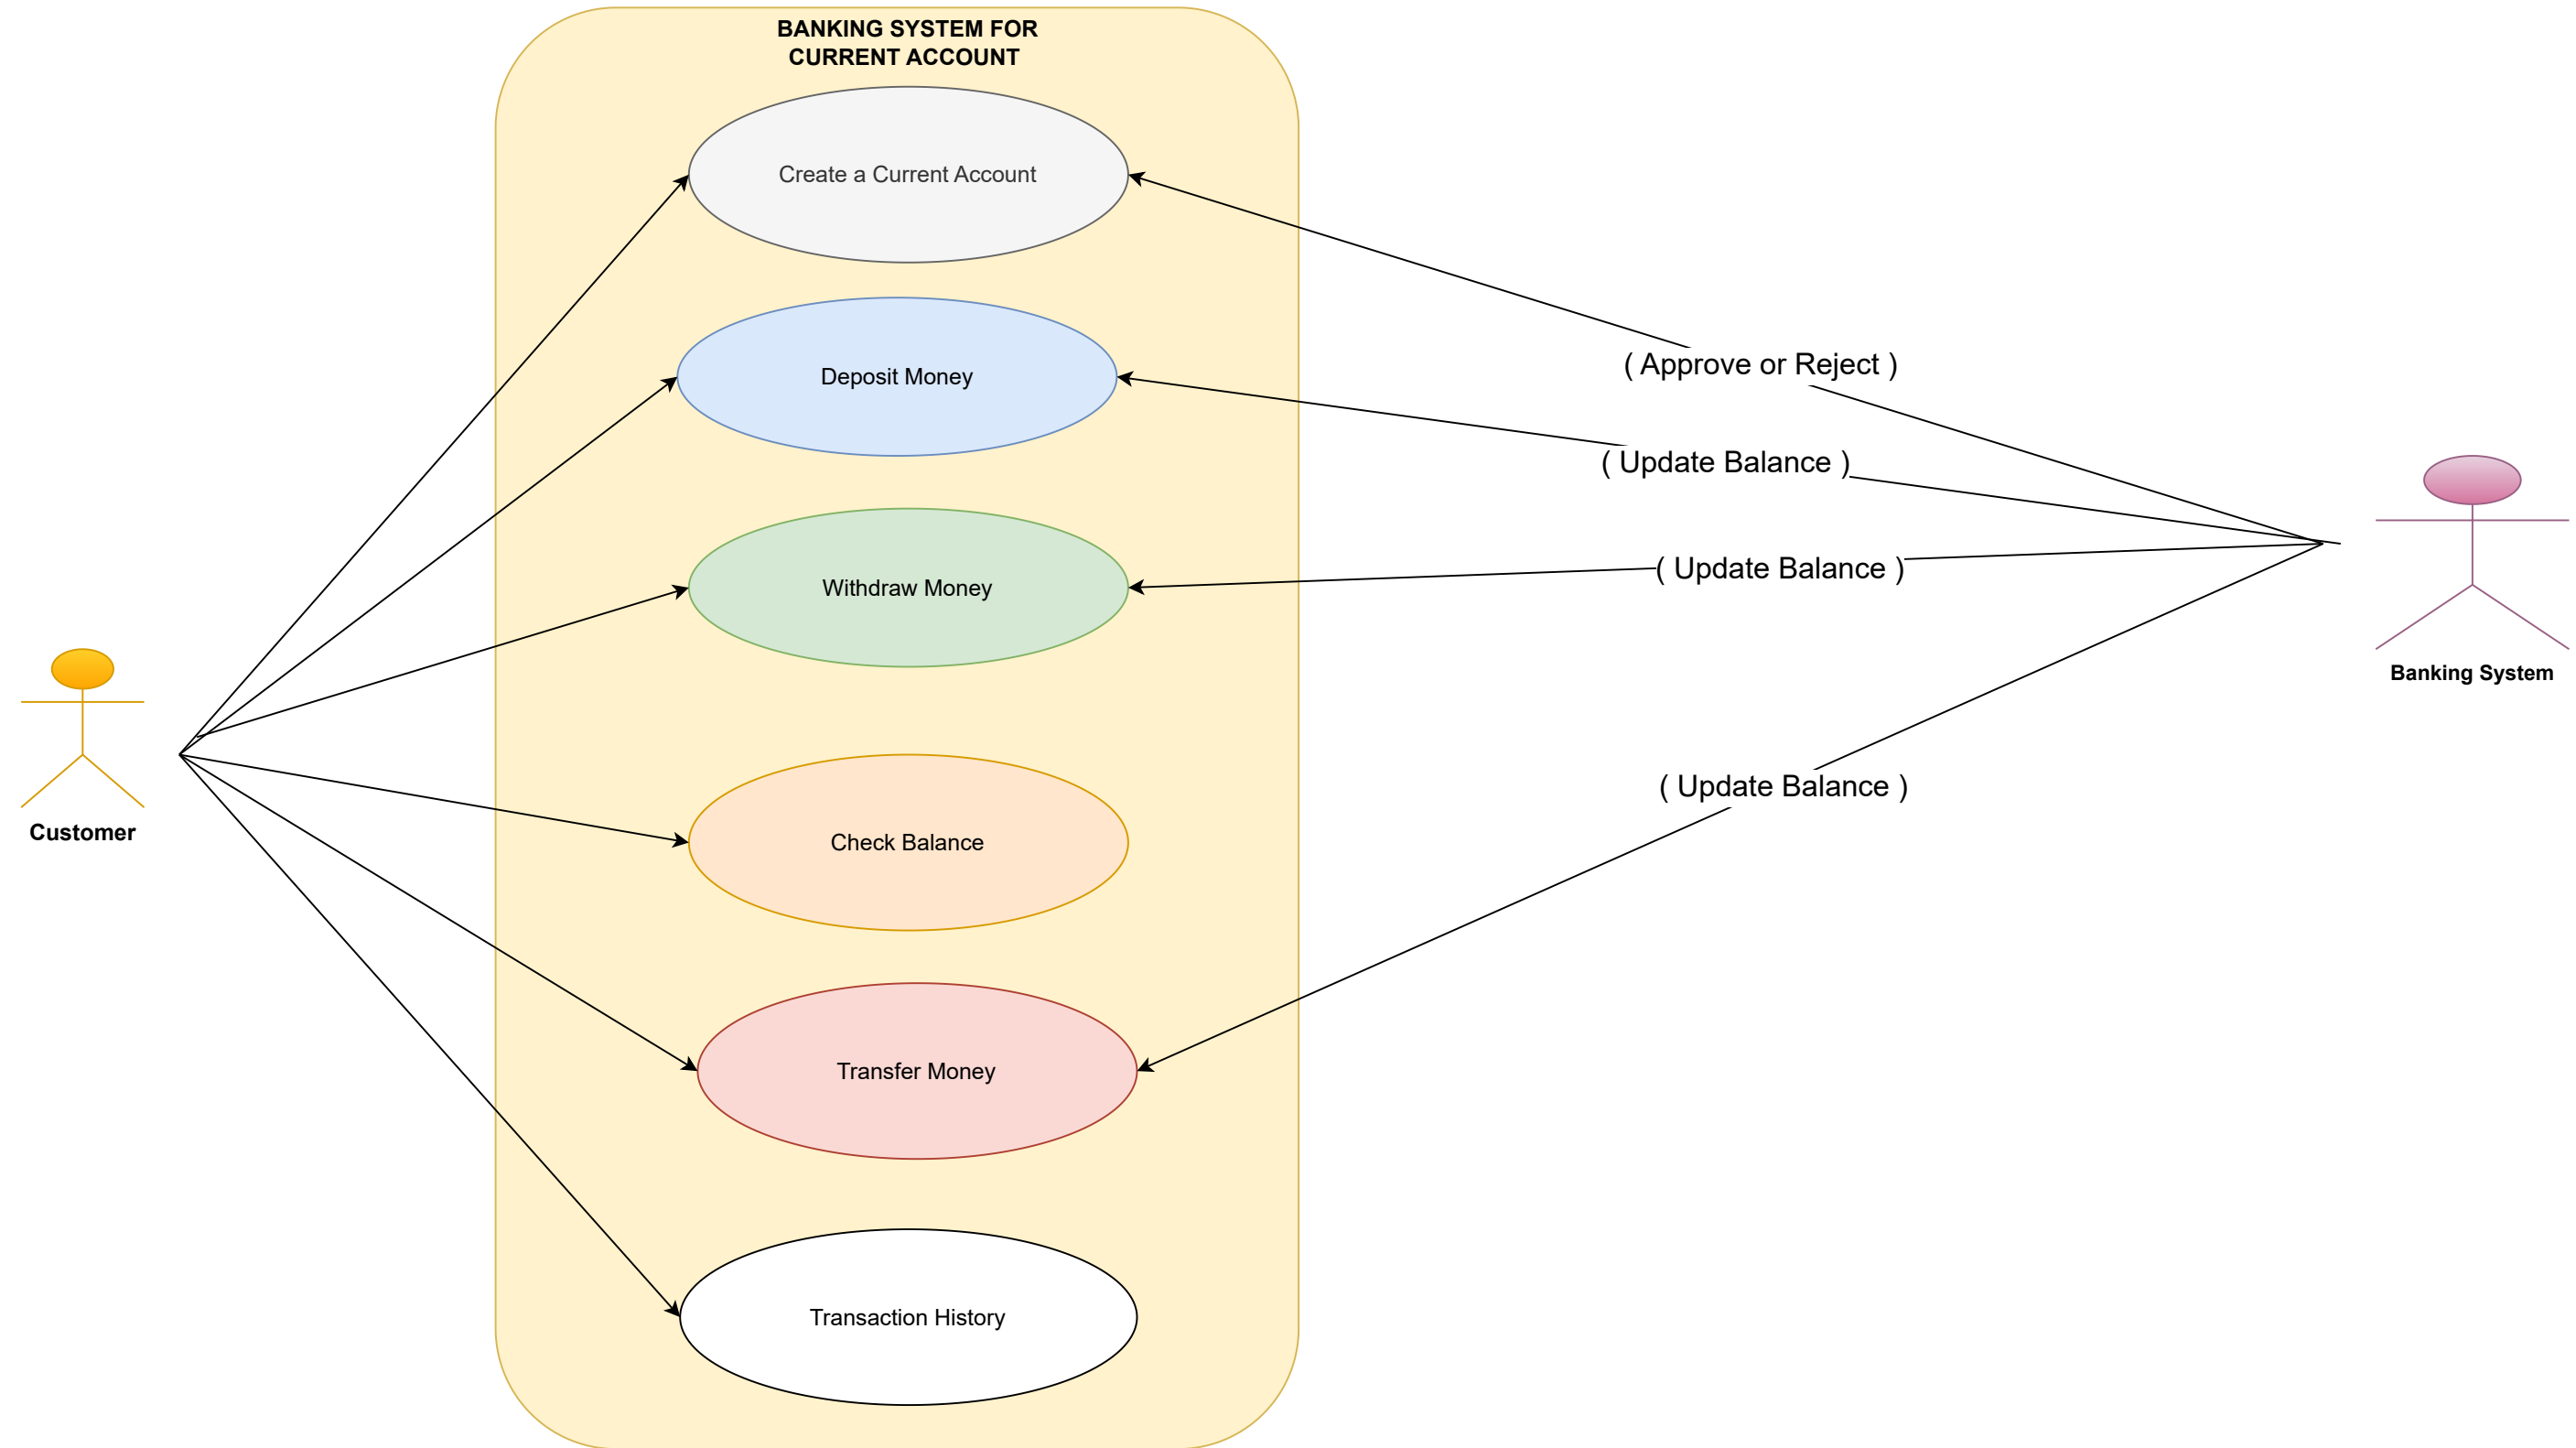 BANKING SYSTEM FOR
CURRENT ACCOUNT
Create a Current Account
( Approve or Reject )
Deposit Money
( Update Balance )
Withdraw Money
( Update Balance )
Banking System
( Update Balance )
Customer
Check Balance
Transfer Money
Transaction History